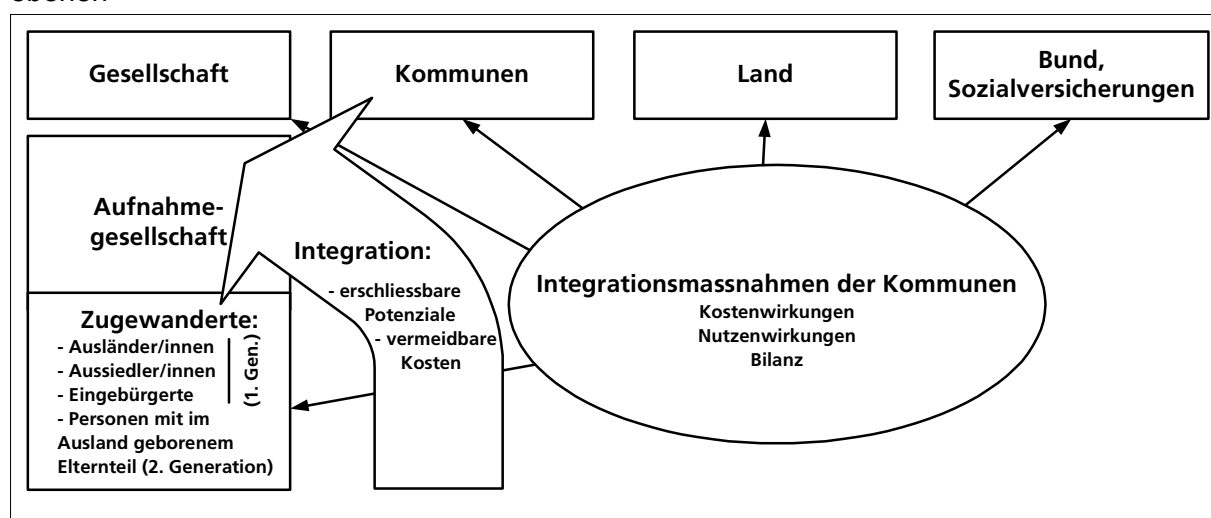 Gesellschaft
Kommunen
Land
Bund,
Sozialversicherungen
Aufnahme-
gesellschaft
Integration:
- erschliessbare
Potenziale
- vermeidbare
Kosten
Integrationsmassnahmen der Kommunen
Kostenwirkungen
Nutzenwirkungen
Bilanz
Zugewanderte:
- Ausländer/innen
- Aussiedler/innen
- Eingebürgerte
(1. Gen.)
- Personen mit im
Ausland geborenem
Elternteil (2. Generation)